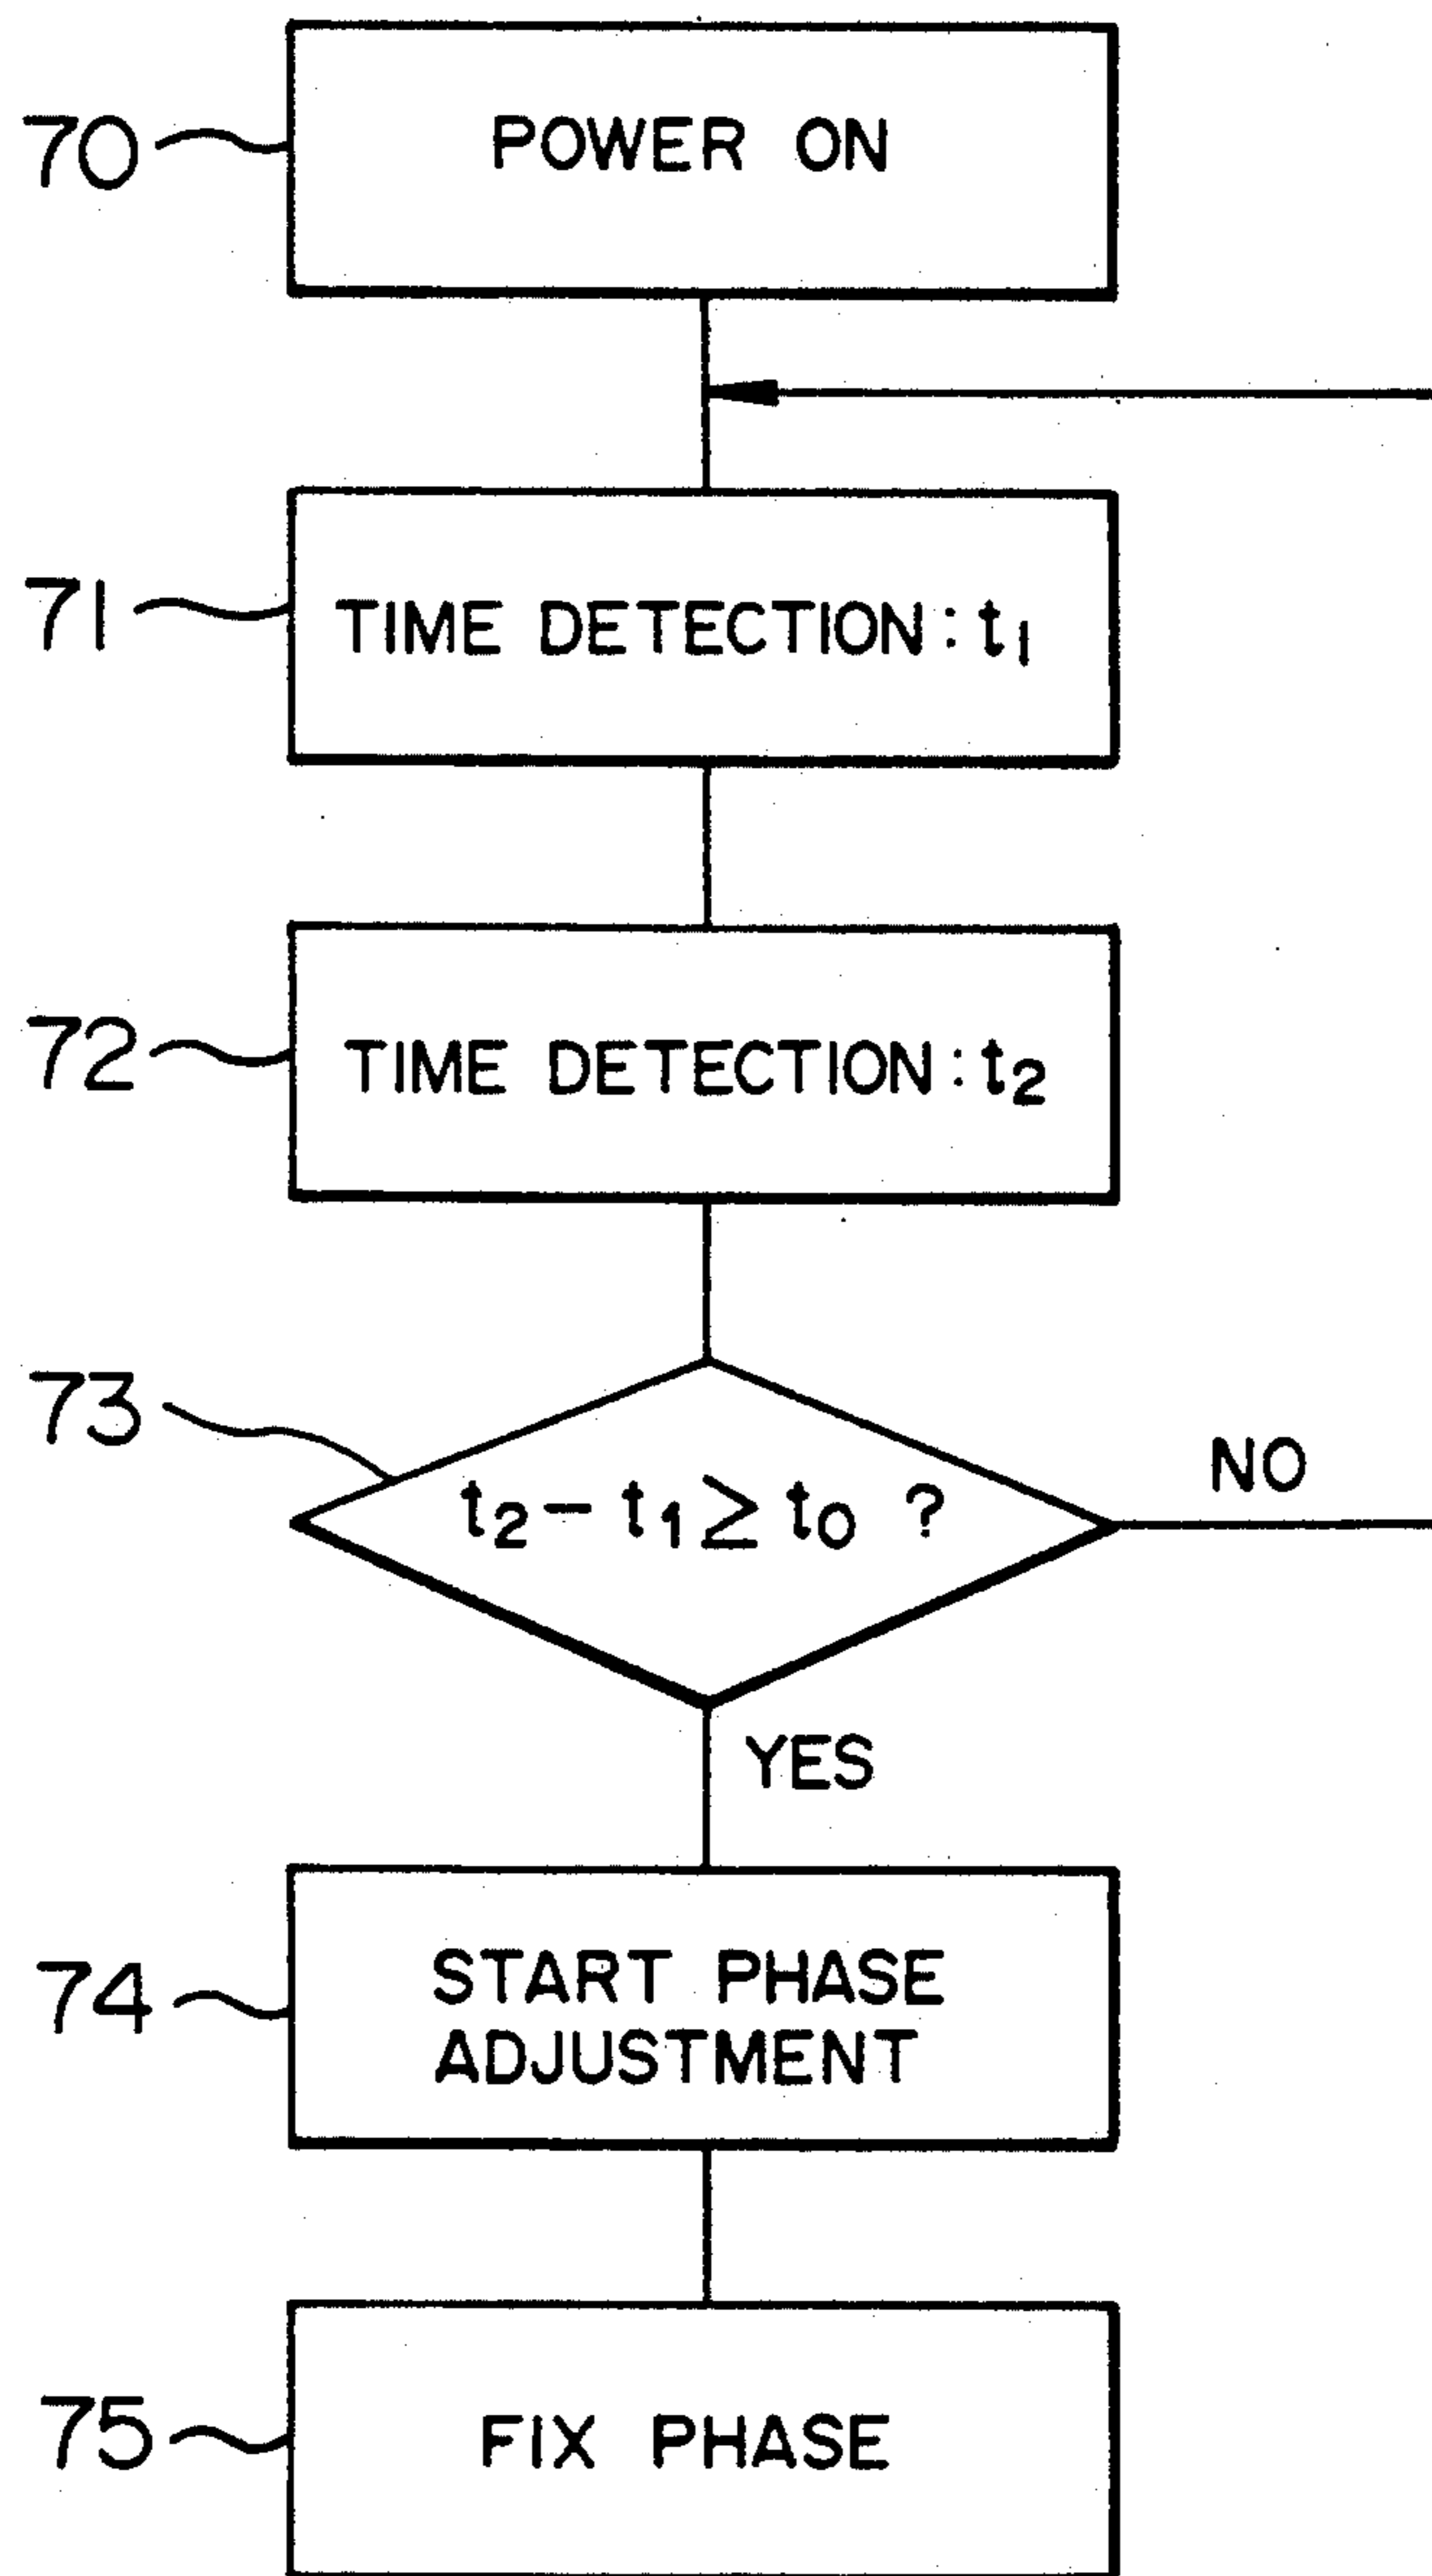 70
POWER ON
71
TIME DETECTION: t₁
72
TIME DETECTION: t₂
73
t₂ - t₁ ≥ t₀ ?
NO
YES
74
START PHASE
ADJUSTMENT
75
FIX PHASE